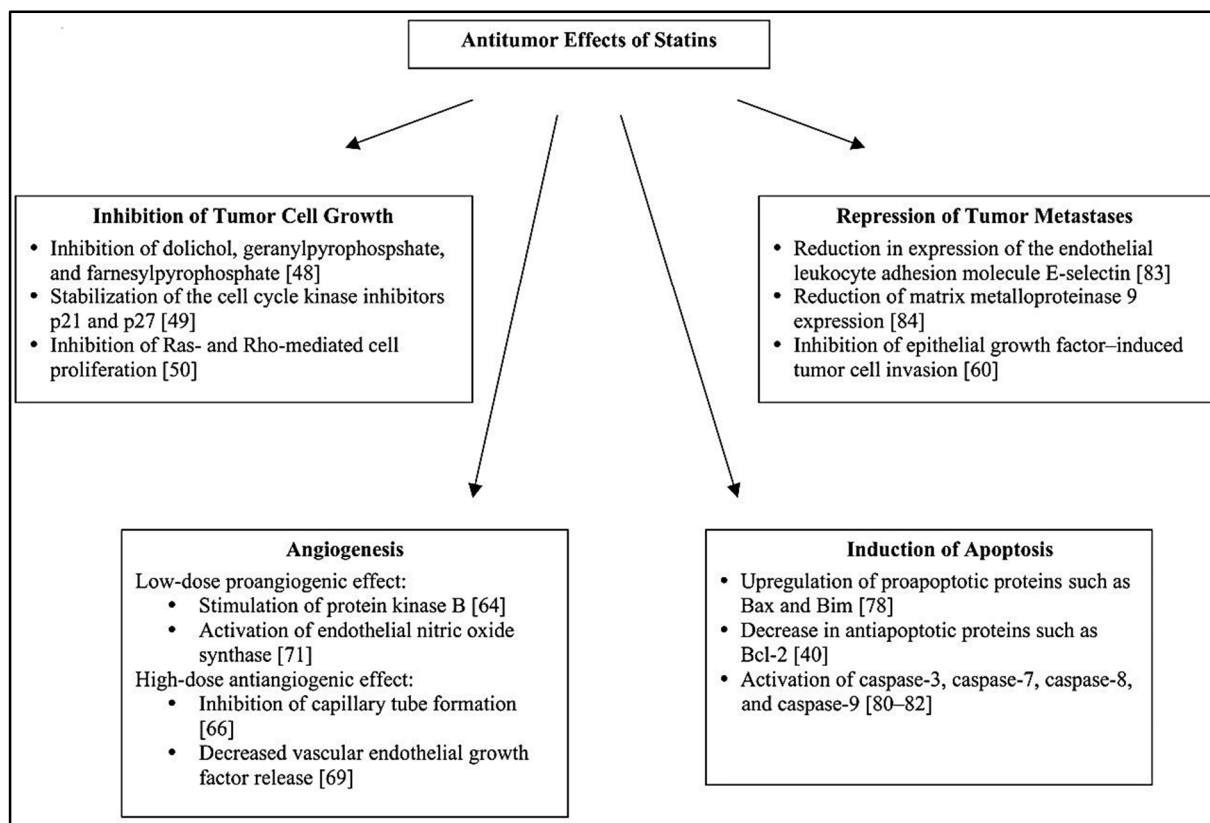 Antitumor Effects of Statins
Inhibition of Tumor Cell Growth
• Inhibition of dolichol, geranylpyrophospshate,
and farnesylpyrophosphate [48]
• Stabilization of the cell cycle kinase inhibitors
p21 and p27 [49]
• Inhibition of Ras- and Rho-mediated cell
proliferation [50]
Repression of Tumor Metastases
• Reduction in expression of the endothelial
leukocyte adhesion molecule E-selectin [83]
• Reduction of matrix metalloproteinase 9
expression [84]
• Inhibition of epithelial growth factor–induced
tumor cell invasion [60]
Angiogenesis
Low-dose proangiogenic effect:
• Stimulation of protein kinase B [64]
• Activation of endothelial nitric oxide
synthase [71]
High-dose antiangiogenic effect:
• Inhibition of capillary tube formation
[66]
• Decreased vascular endothelial growth
factor release [69]
Induction of Apoptosis
• Upregulation of proapoptotic proteins such as
Bax and Bim [78]
• Decrease in antiapoptotic proteins such as
Bcl-2 [40]
• Activation of caspase-3, caspase-7, caspase-8,
and caspase-9 [80–82]